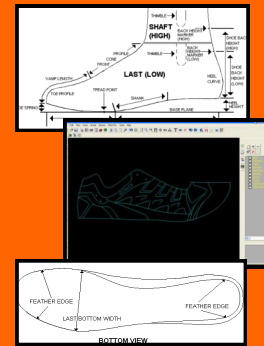 THIMBLE
SHAFT
(HIGH)
BACK HEIGHT
MARKER
(HIGH)
SHOE BACK
HEIGHT
(HIGH)
PROFILE
CONE
FRONT
THIMBLE
BACK
HEIGHT
MARKER
(LOW)
LAST (LOW)
SHOE
BACK
HEIGHT
(LOW)
VAMP LENGTH
HEEL
CURVE
TOE PROFILE
TREAD POINT
SHANK
HEEL
HEIGHT
TOE SPRING
BASE PLANE
FEATHER EDGE
FEATHER EDGE
LAST BOTTOM WIDTH
BOTTOM VIEW